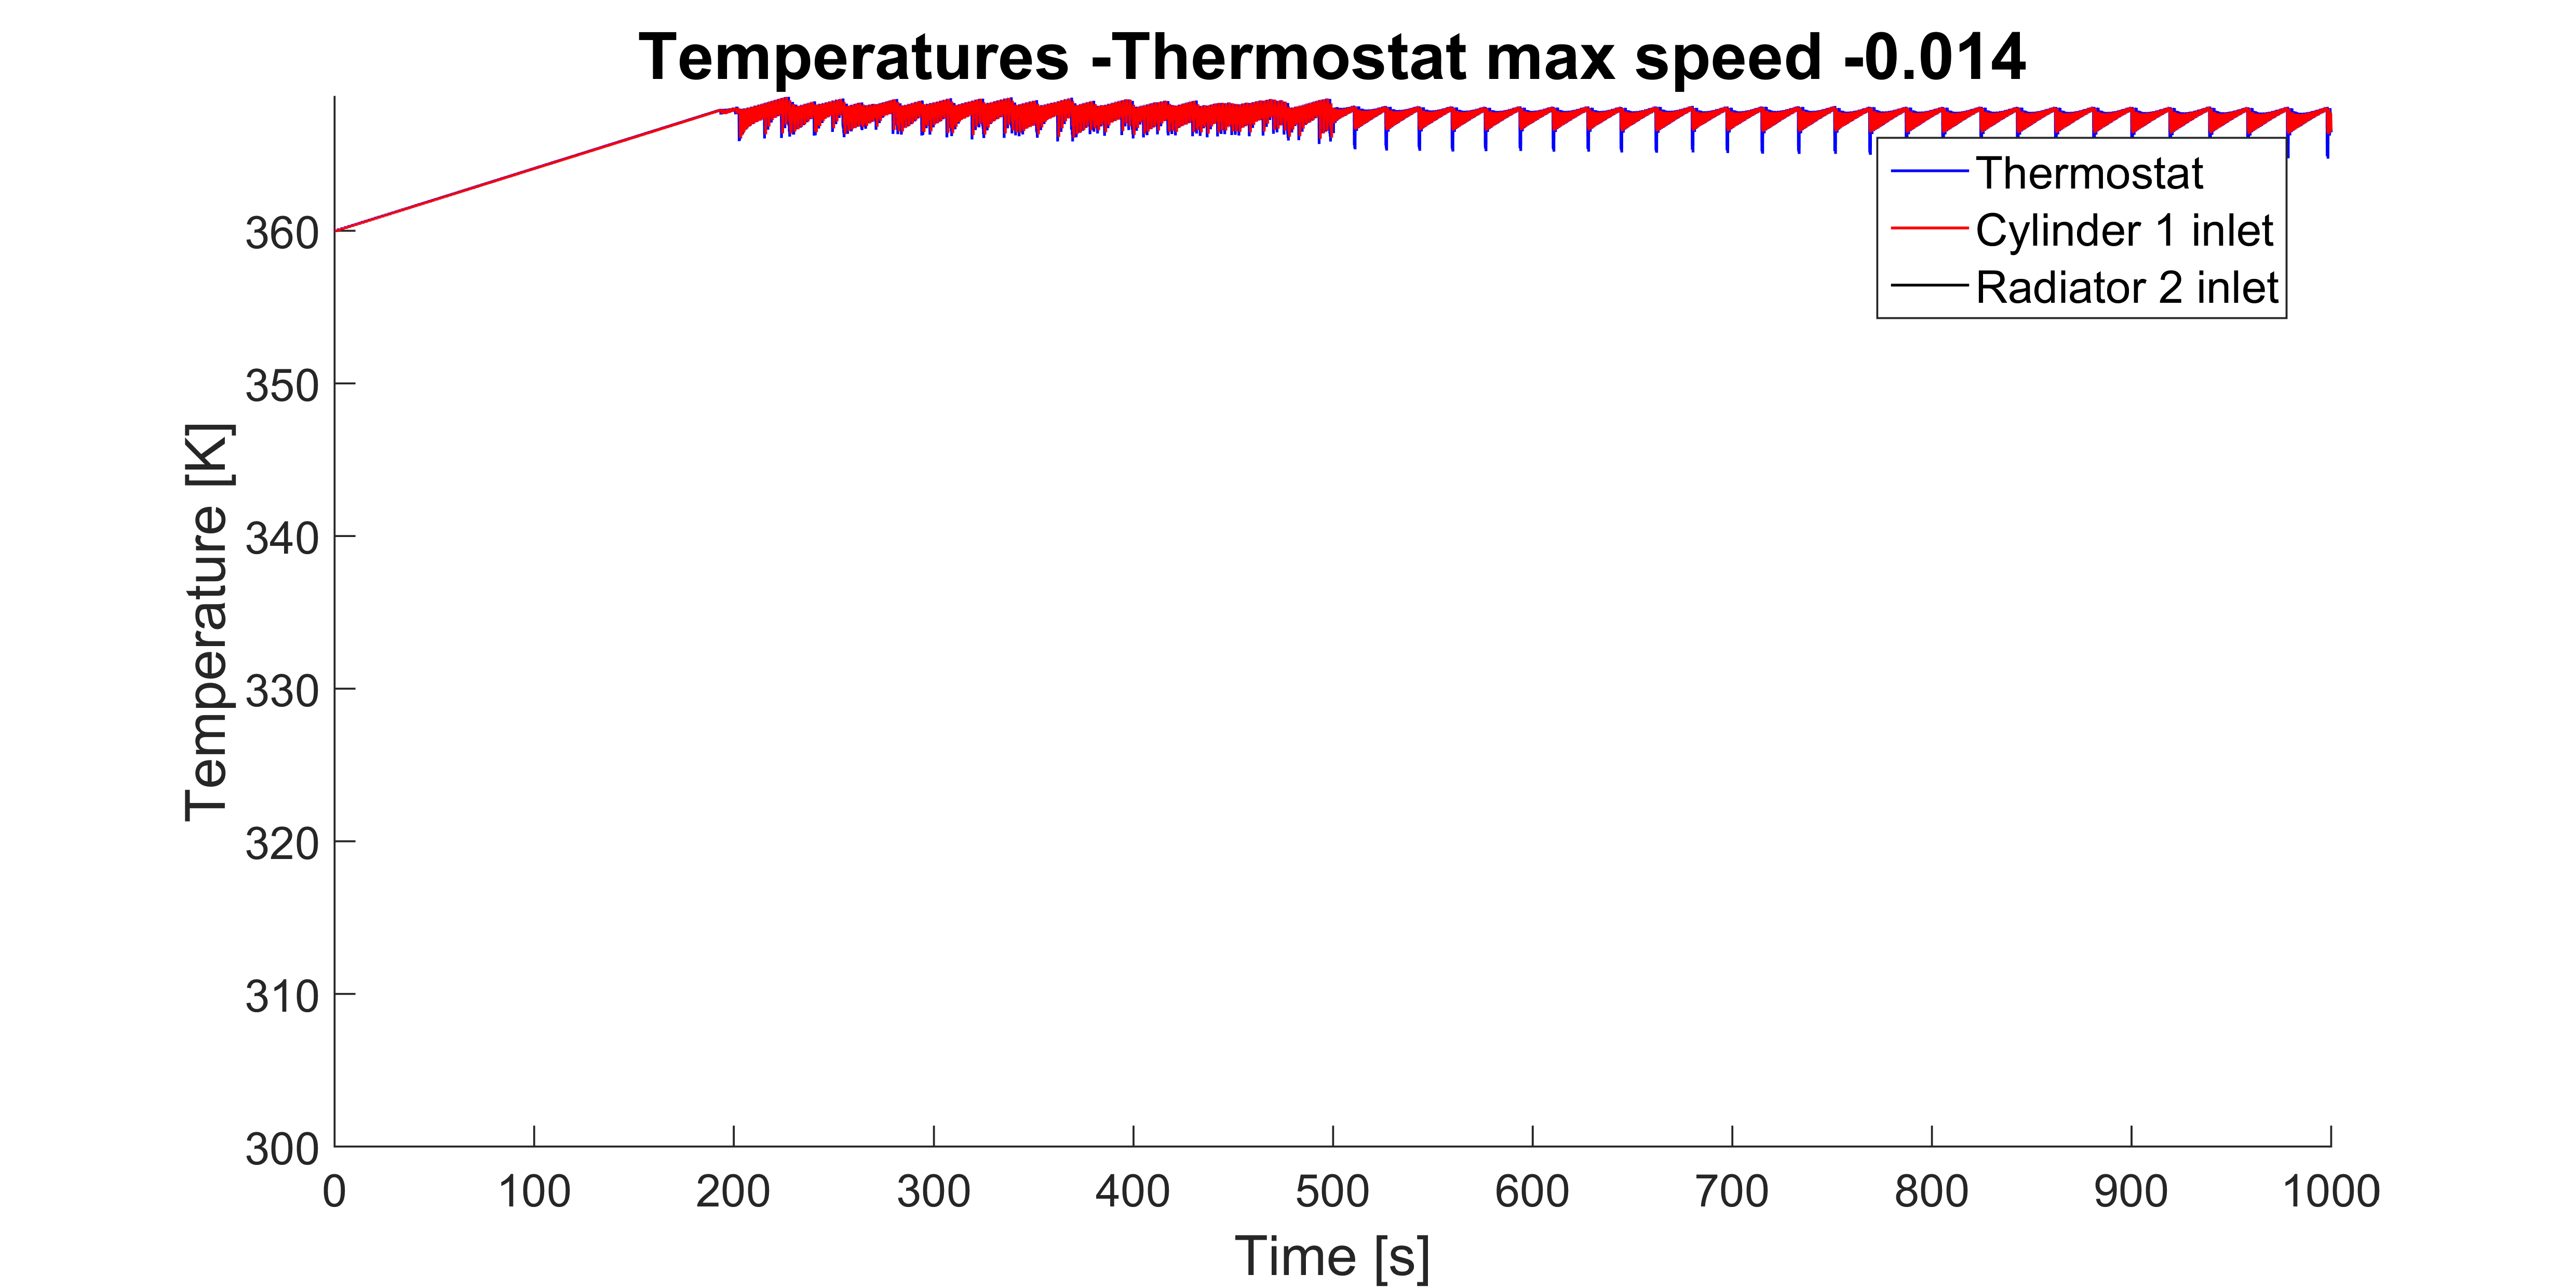 Temperatures -Thermostat max speed -0.014
Thermostat
Cylinder 1 inlet
Radiator 2 inlet
Temperature [K]
360
350
340
330
320
310
300
0 100 200 300 400 500 600 700 800 900 1000
Time [s]